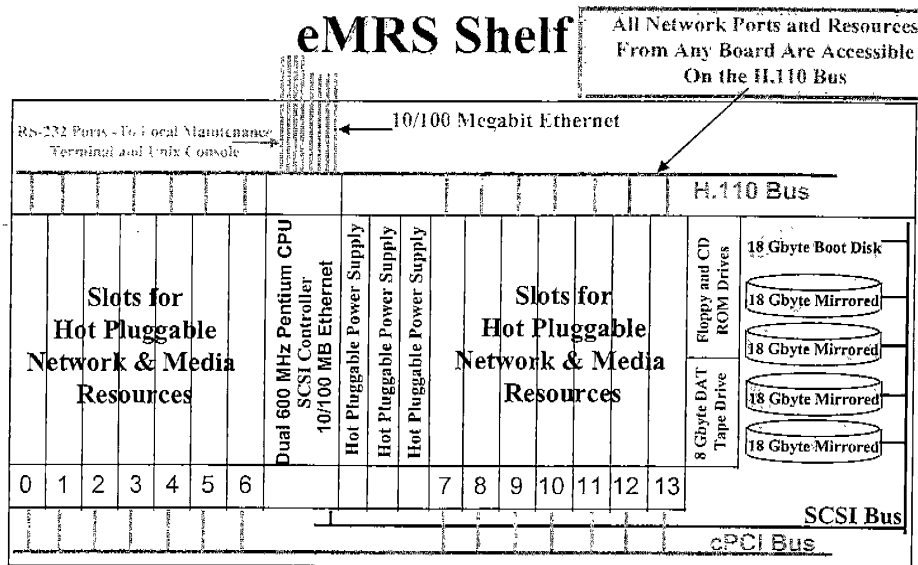 eMRS Shelf
All Network Ports and Resources
From Any Board Are Accessible
On the H.110 Bus
RS-232 Ports -To Local Maintenance
Terminal and Unix Console
10/100 Megabit Ethernet
H.110 Bus
Slots for
Hot Pluggable
Network & Media
Resources
Dual 600 MHz Pentium CPU
SCSI Controller
10/100 MB Ethernet
Hot Pluggable Power Supply
Hot Pluggable Power Supply
Hot Pluggable Power Supply
Slots for
Hot Pluggable
Network & Media
Resources
Floppy and CD
ROM Drives
8 Gbyte DAT
Tape Drive
18 Gbyte Boot Disk
18 Gbyte Mirrored
18 Gbyte Mirrored
18 Gbyte Mirrored
18 Gbyte Mirrored
0 1 2 3 4 5 6 7 8 9 10 11 12 13
SCSI Bus
cPCI Bus